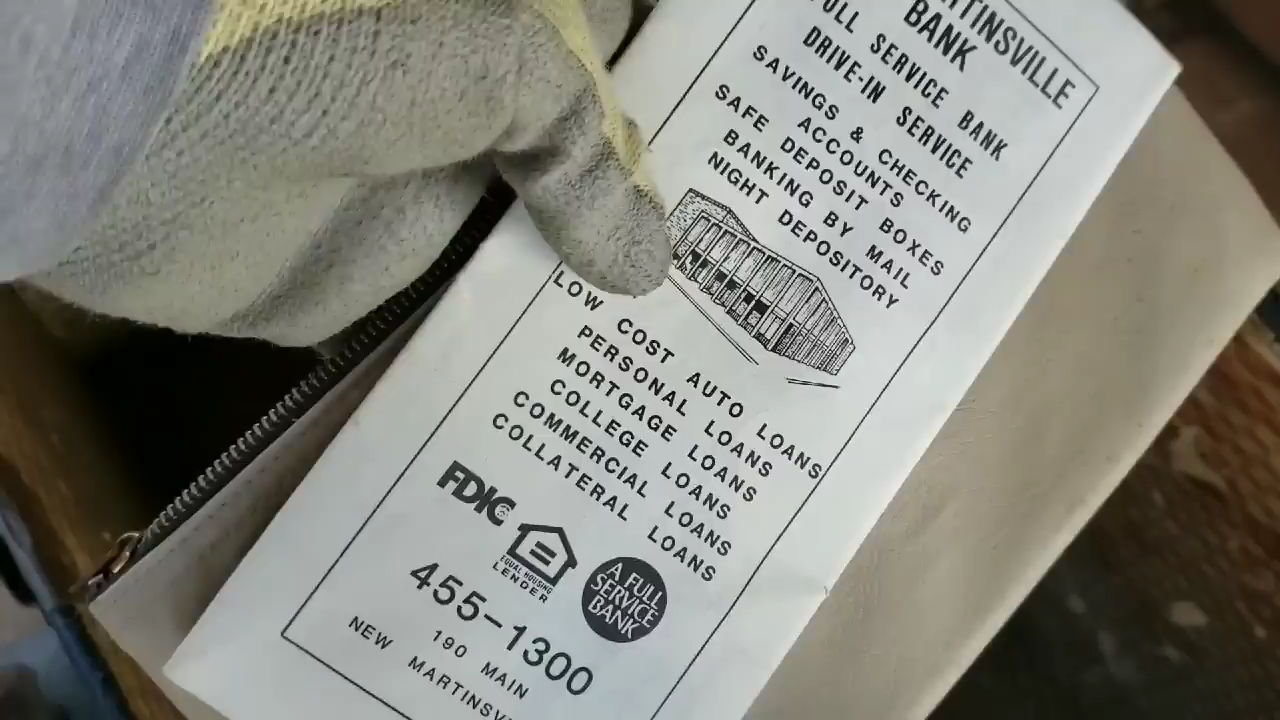 BANK
FULL SERVICE BANK
DRIVE-IN SERVICE
SAVINGS & CHECKING
ACCOUNTS
SAFE DEPOSIT BOXES
BANKING BY MAIL
NIGHT DEPOSITORY
LOW COST AUTO LOANS
PERSONAL LOANS
MORTGAGE LOANS
COLLEGE LOANS
COMMERCIAL LOANS
COLLATERAL LOANS
FDIC
EQUAL HOUSING
LENDER
A FULL
SERVICE
BANK
455-1300
190 MAIN
NEW